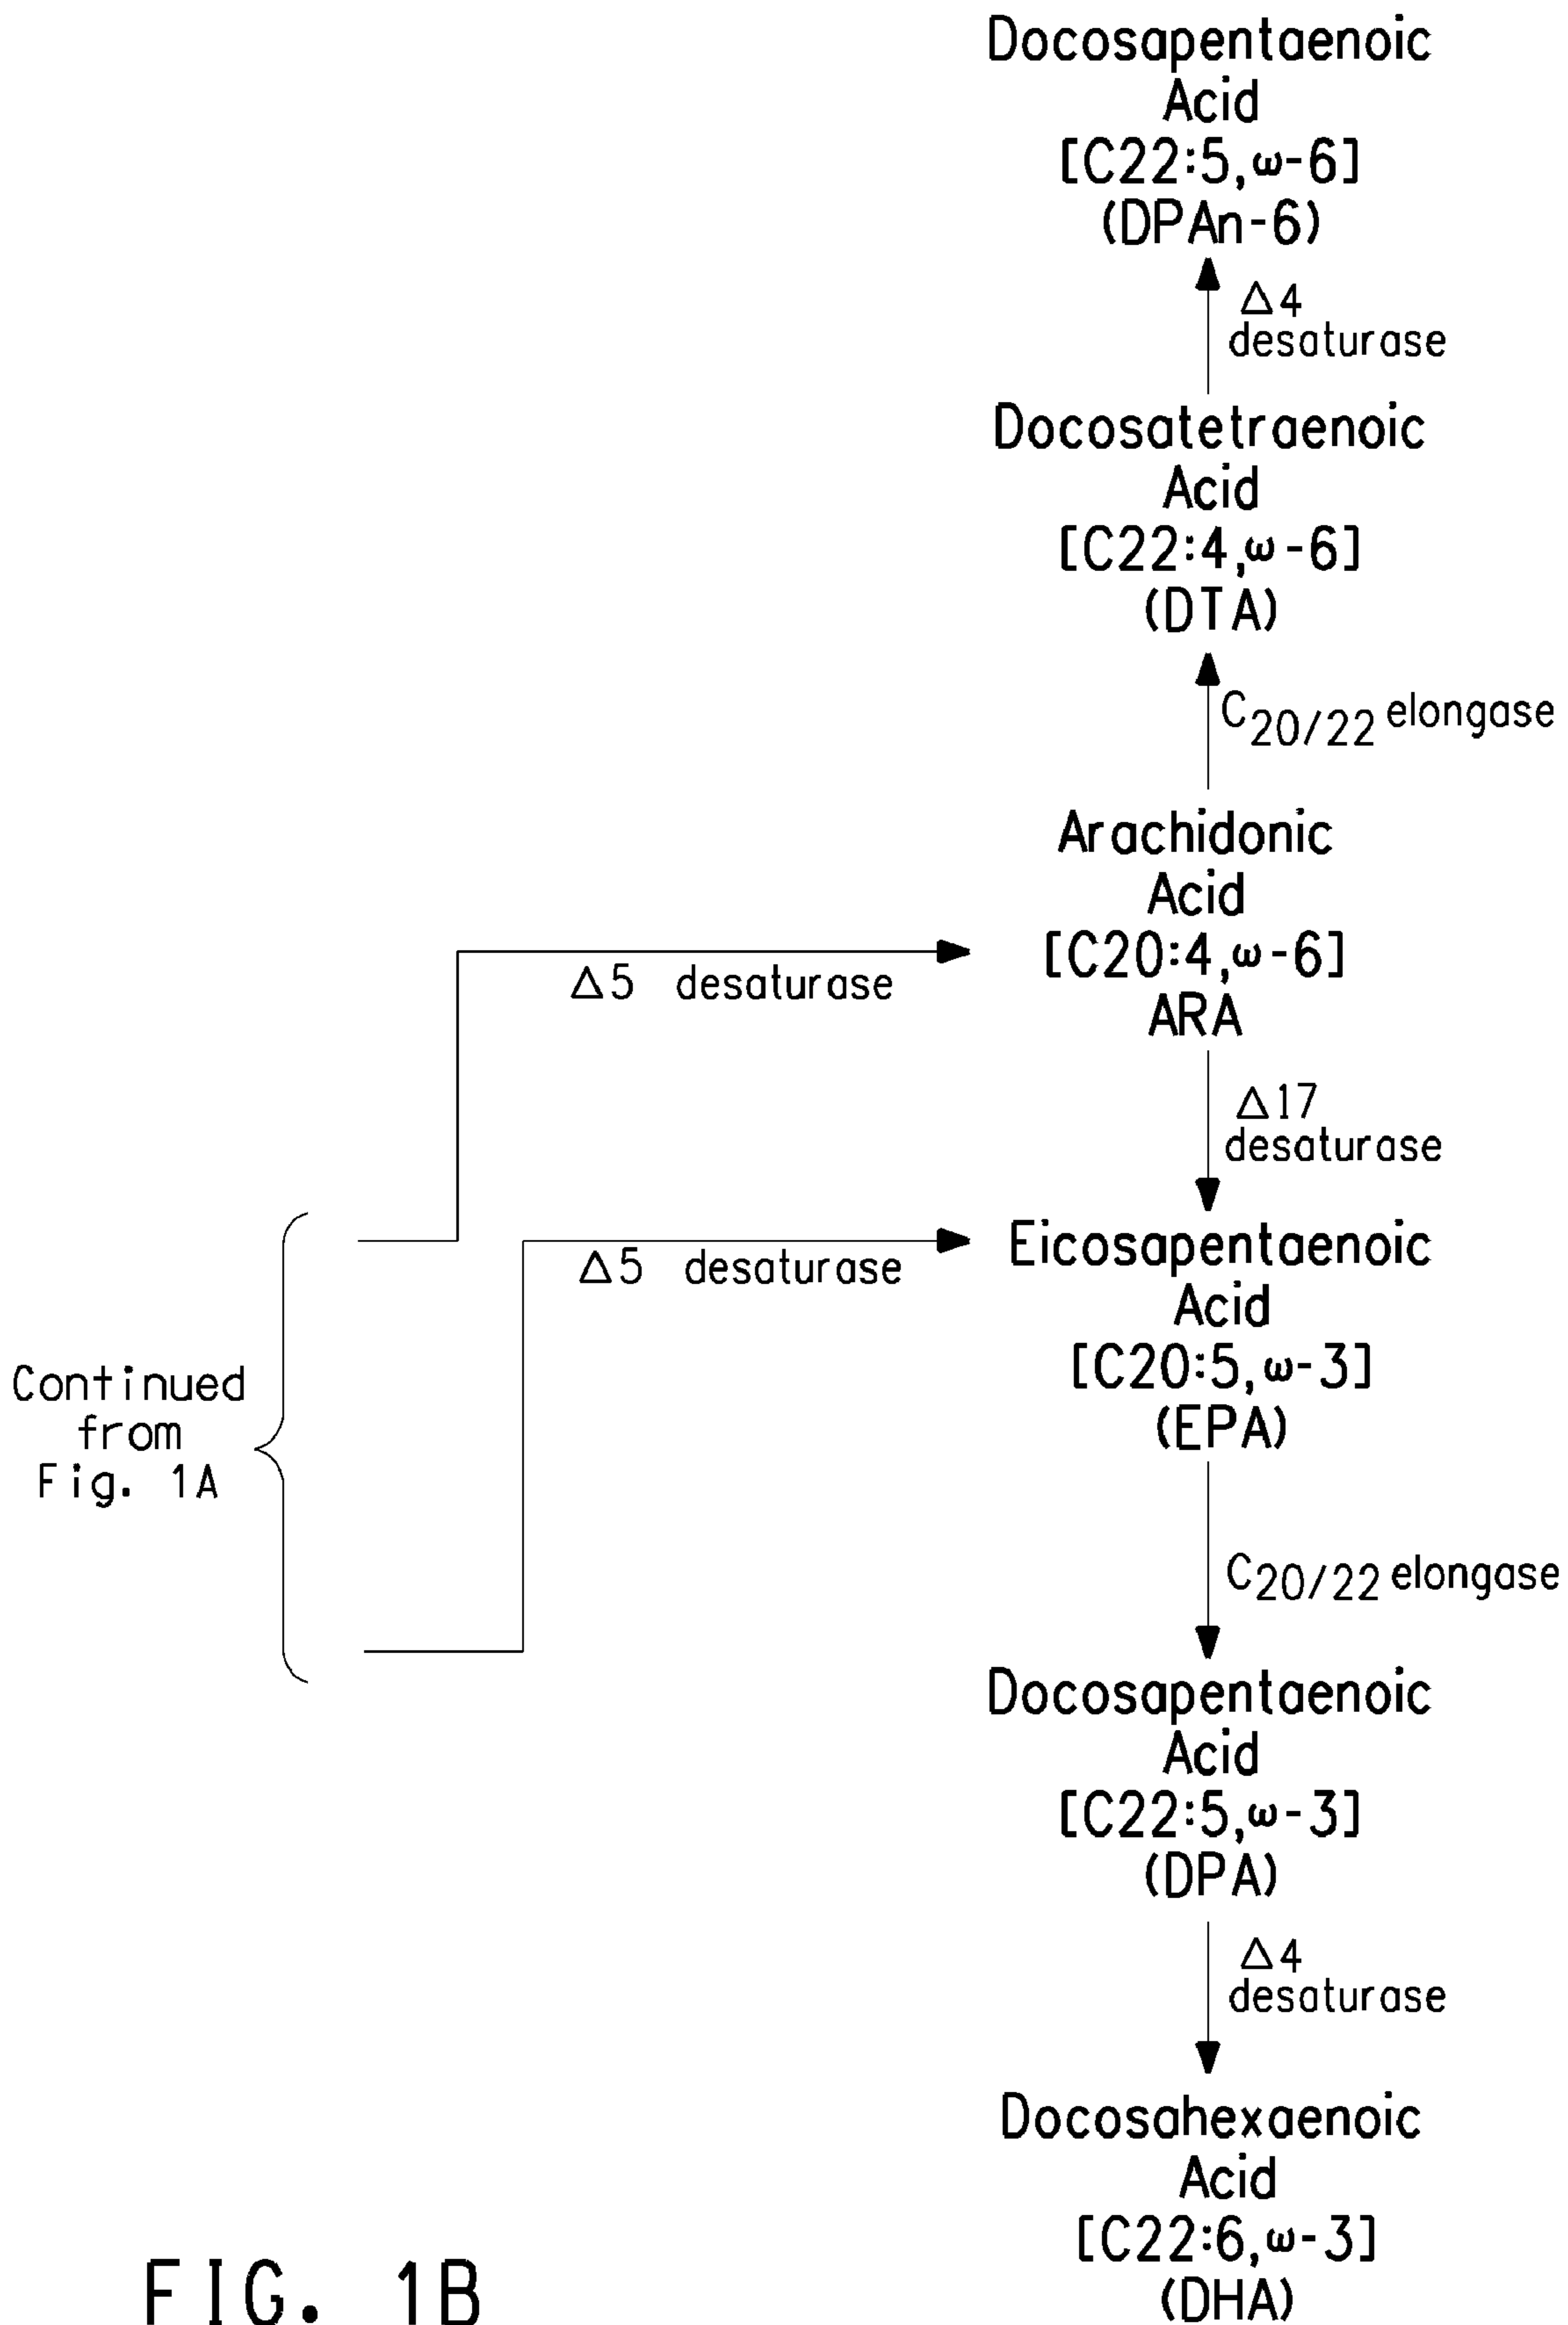 Docosapentaenoic
Acid
[C22:5,ω-6]
(DPAn-6)
Δ4
desaturase
Docosatetraenoic
Acid
[C22:4,ω-6]
(DTA)
C20/22 elongase
Arachidonic
Acid
[C20:4,ω-6]
ARA
Δ5 desaturase
Δ17
desaturase
Δ5 desaturase
Eicosapentaenoic
Acid
[C20:5,ω-3]
(EPA)
Continued
from
Fig. 1A
C20/22 elongase
Docosapentaenoic
Acid
[C22:5,ω-3]
(DPA)
Δ4
desaturase
Docosahexaenoic
Acid
[C22:6,ω-3]
(DHA)
FIG. 1B